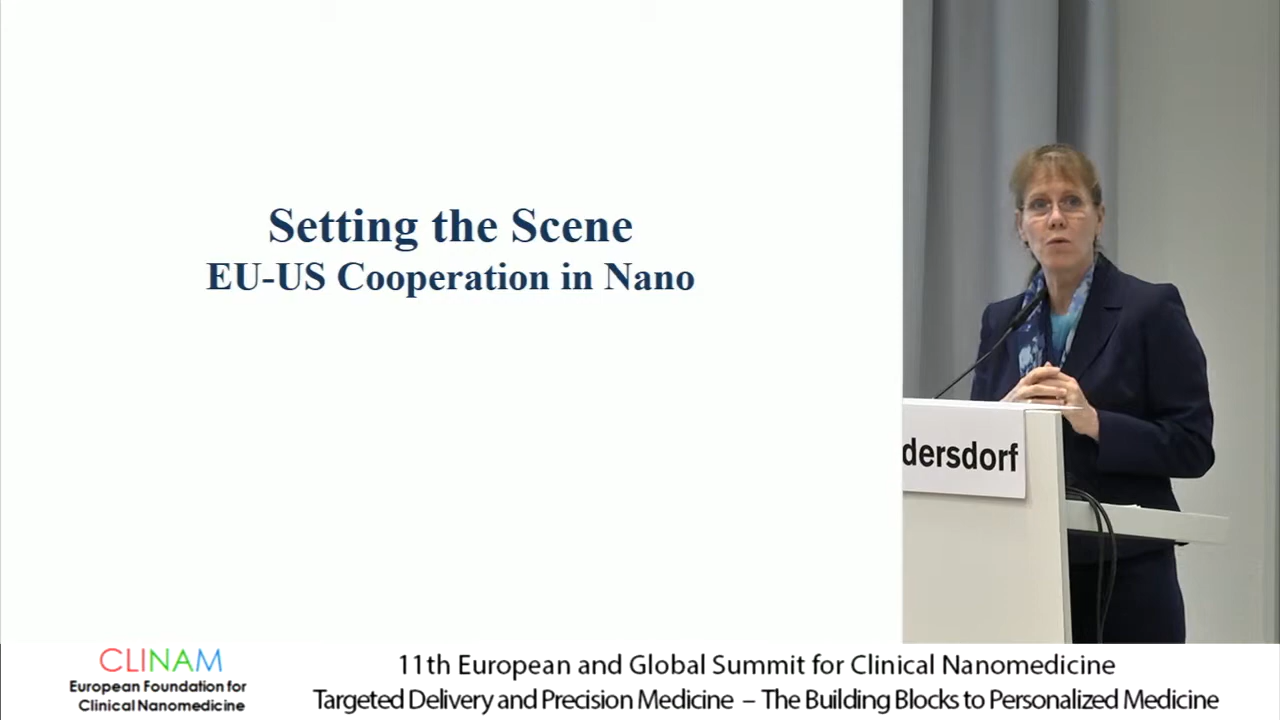 Setting the Scene
EU-US Cooperation in Nano
dersdorf
CLINAM
European Foundation for
Clinical Nanomedicine
11th European and Global Summit for Clinical Nanomedicine
Targeted Delivery and Precision Medicine – The Building Blocks to Personalized Medicine